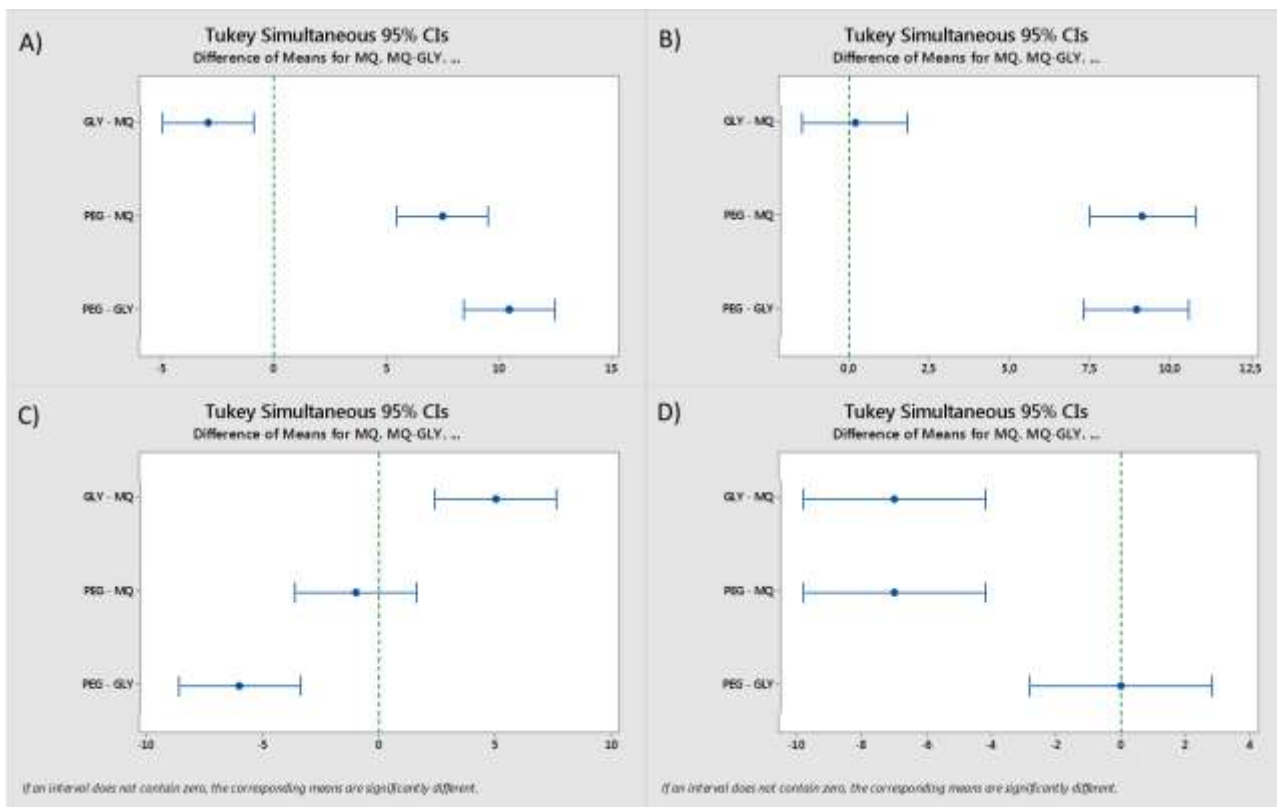 A)
Tukey Simultaneous 95% CIs
Difference of Means for MQ. MQ-GLY. ...
GLY - MQ
PEG - MQ
PEG - GLY
-5 0 5 10 15
B)
Tukey Simultaneous 95% CIs
Difference of Means for MQ. MQ-GLY. ...
GLY - MQ
PEG - MQ
PEG - GLY
0,0 2,5 5,0 7,5 10,0 12,5
C)
Tukey Simultaneous 95% CIs
Difference of Means for MQ. MQ-GLY. ...
GLY - MQ
PEG - MQ
PEG - GLY
-10 -5 0 5 10
If an interval does not contain zero, the corresponding means are significantly different.
D)
Tukey Simultaneous 95% CIs
Difference of Means for MQ. MQ-GLY. ...
GLY - MQ
PEG - MQ
PEG - GLY
-10 -8 -6 -4 -2 0 2 4
If an interval does not contain zero, the corresponding means are significantly different.